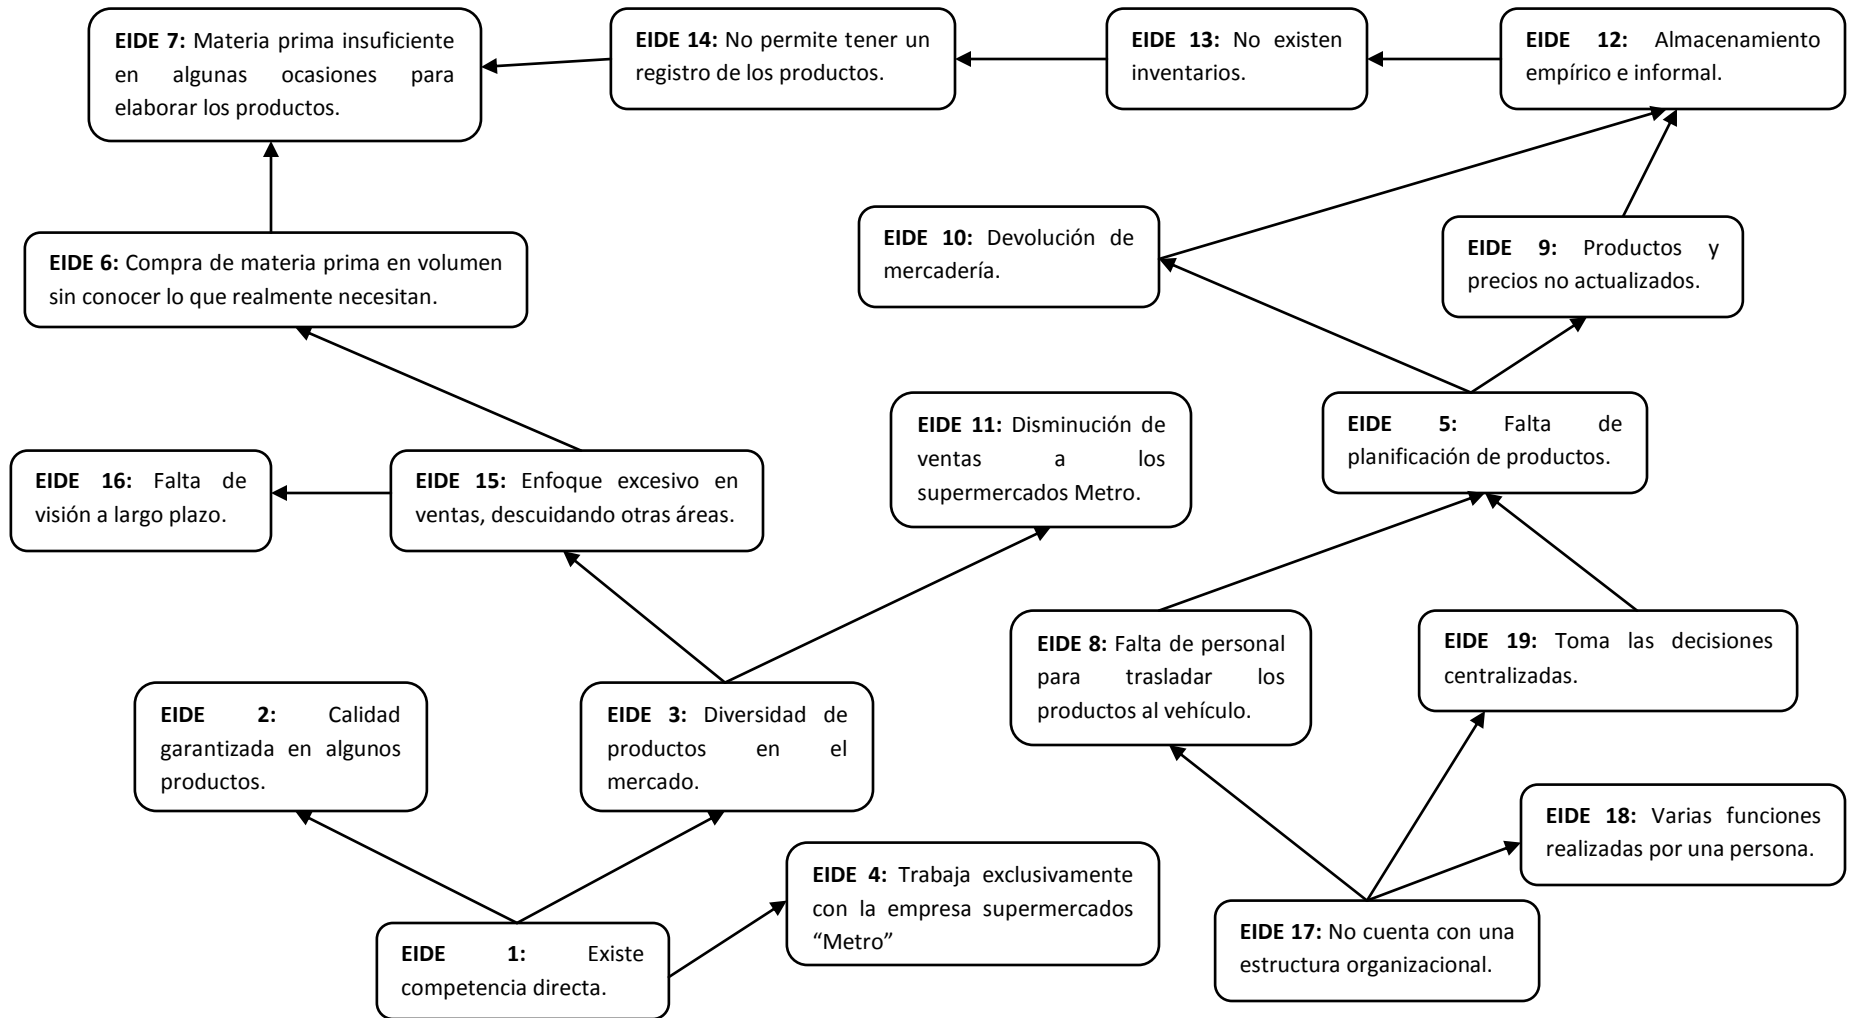 EIDE 7: Materia prima insuficiente
en algunas ocasiones para
elaborar los productos.
EIDE 14: No permite tener un
registro de los productos.
EIDE 13: No existen
inventarios.
EIDE 12: Almacenamiento
empírico e informal.
EIDE 6: Compra de materia prima en volumen
sin conocer lo que realmente necesitan.
EIDE 10: Devolución de
mercadería.
EIDE 9: Productos y
precios no actualizados.
EIDE 16: Falta de
visión a largo plazo.
EIDE 15: Enfoque excesivo en
ventas, descuidando otras áreas.
EIDE 11: Disminución de
ventas a los
supermercados Metro.
EIDE 5: Falta de
planificación de productos.
EIDE 2: Calidad
garantizada en algunos
productos.
EIDE 3: Diversidad de
productos en el
mercado.
EIDE 8: Falta de personal
para trasladar los
productos al vehículo.
EIDE 19: Toma las decisiones
centralizadas.
EIDE 1: Existe
competencia directa.
EIDE 4: Trabaja exclusivamente
con la empresa supermercados
“Metro”
EIDE 17: No cuenta con una
estructura organizacional.
EIDE 18: Varias funciones
realizadas por una persona.